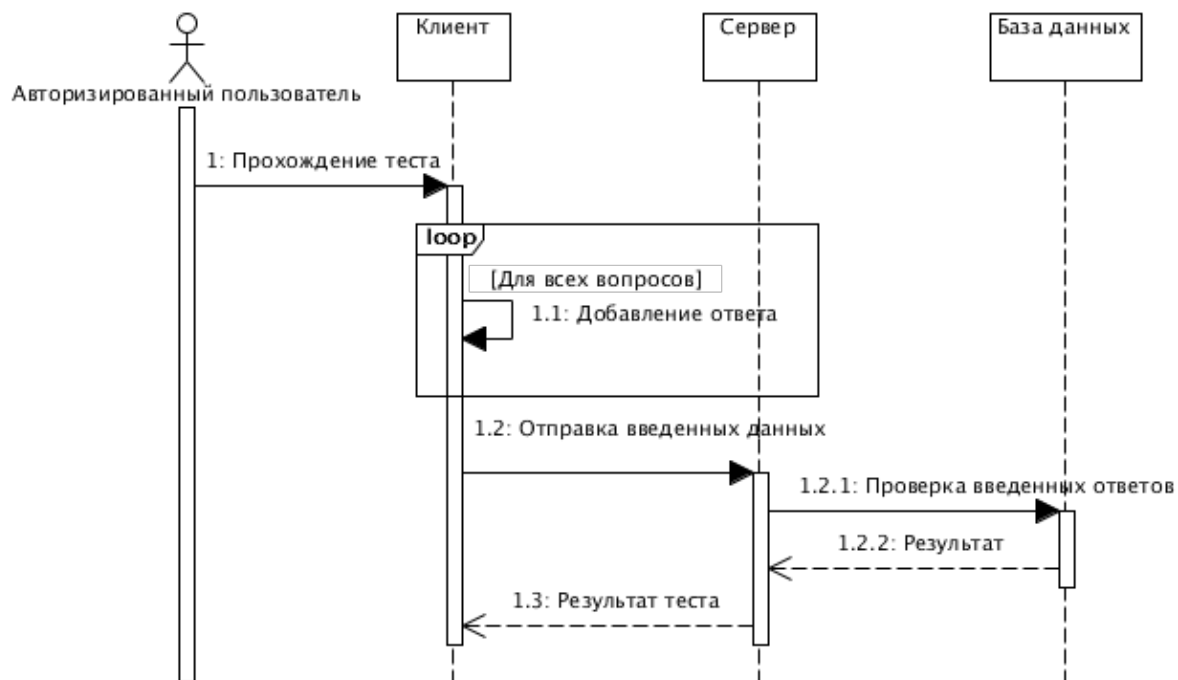 Клиент
Сервер
База данных
Авторизированный пользователь
1: Прохождение теста
loop
[Для всех вопросов]
1.1: Добавление ответа
1.2: Отправка введенных данных
1.2.1: Проверка введенных ответов
1.2.2: Результат
1.3: Результат теста